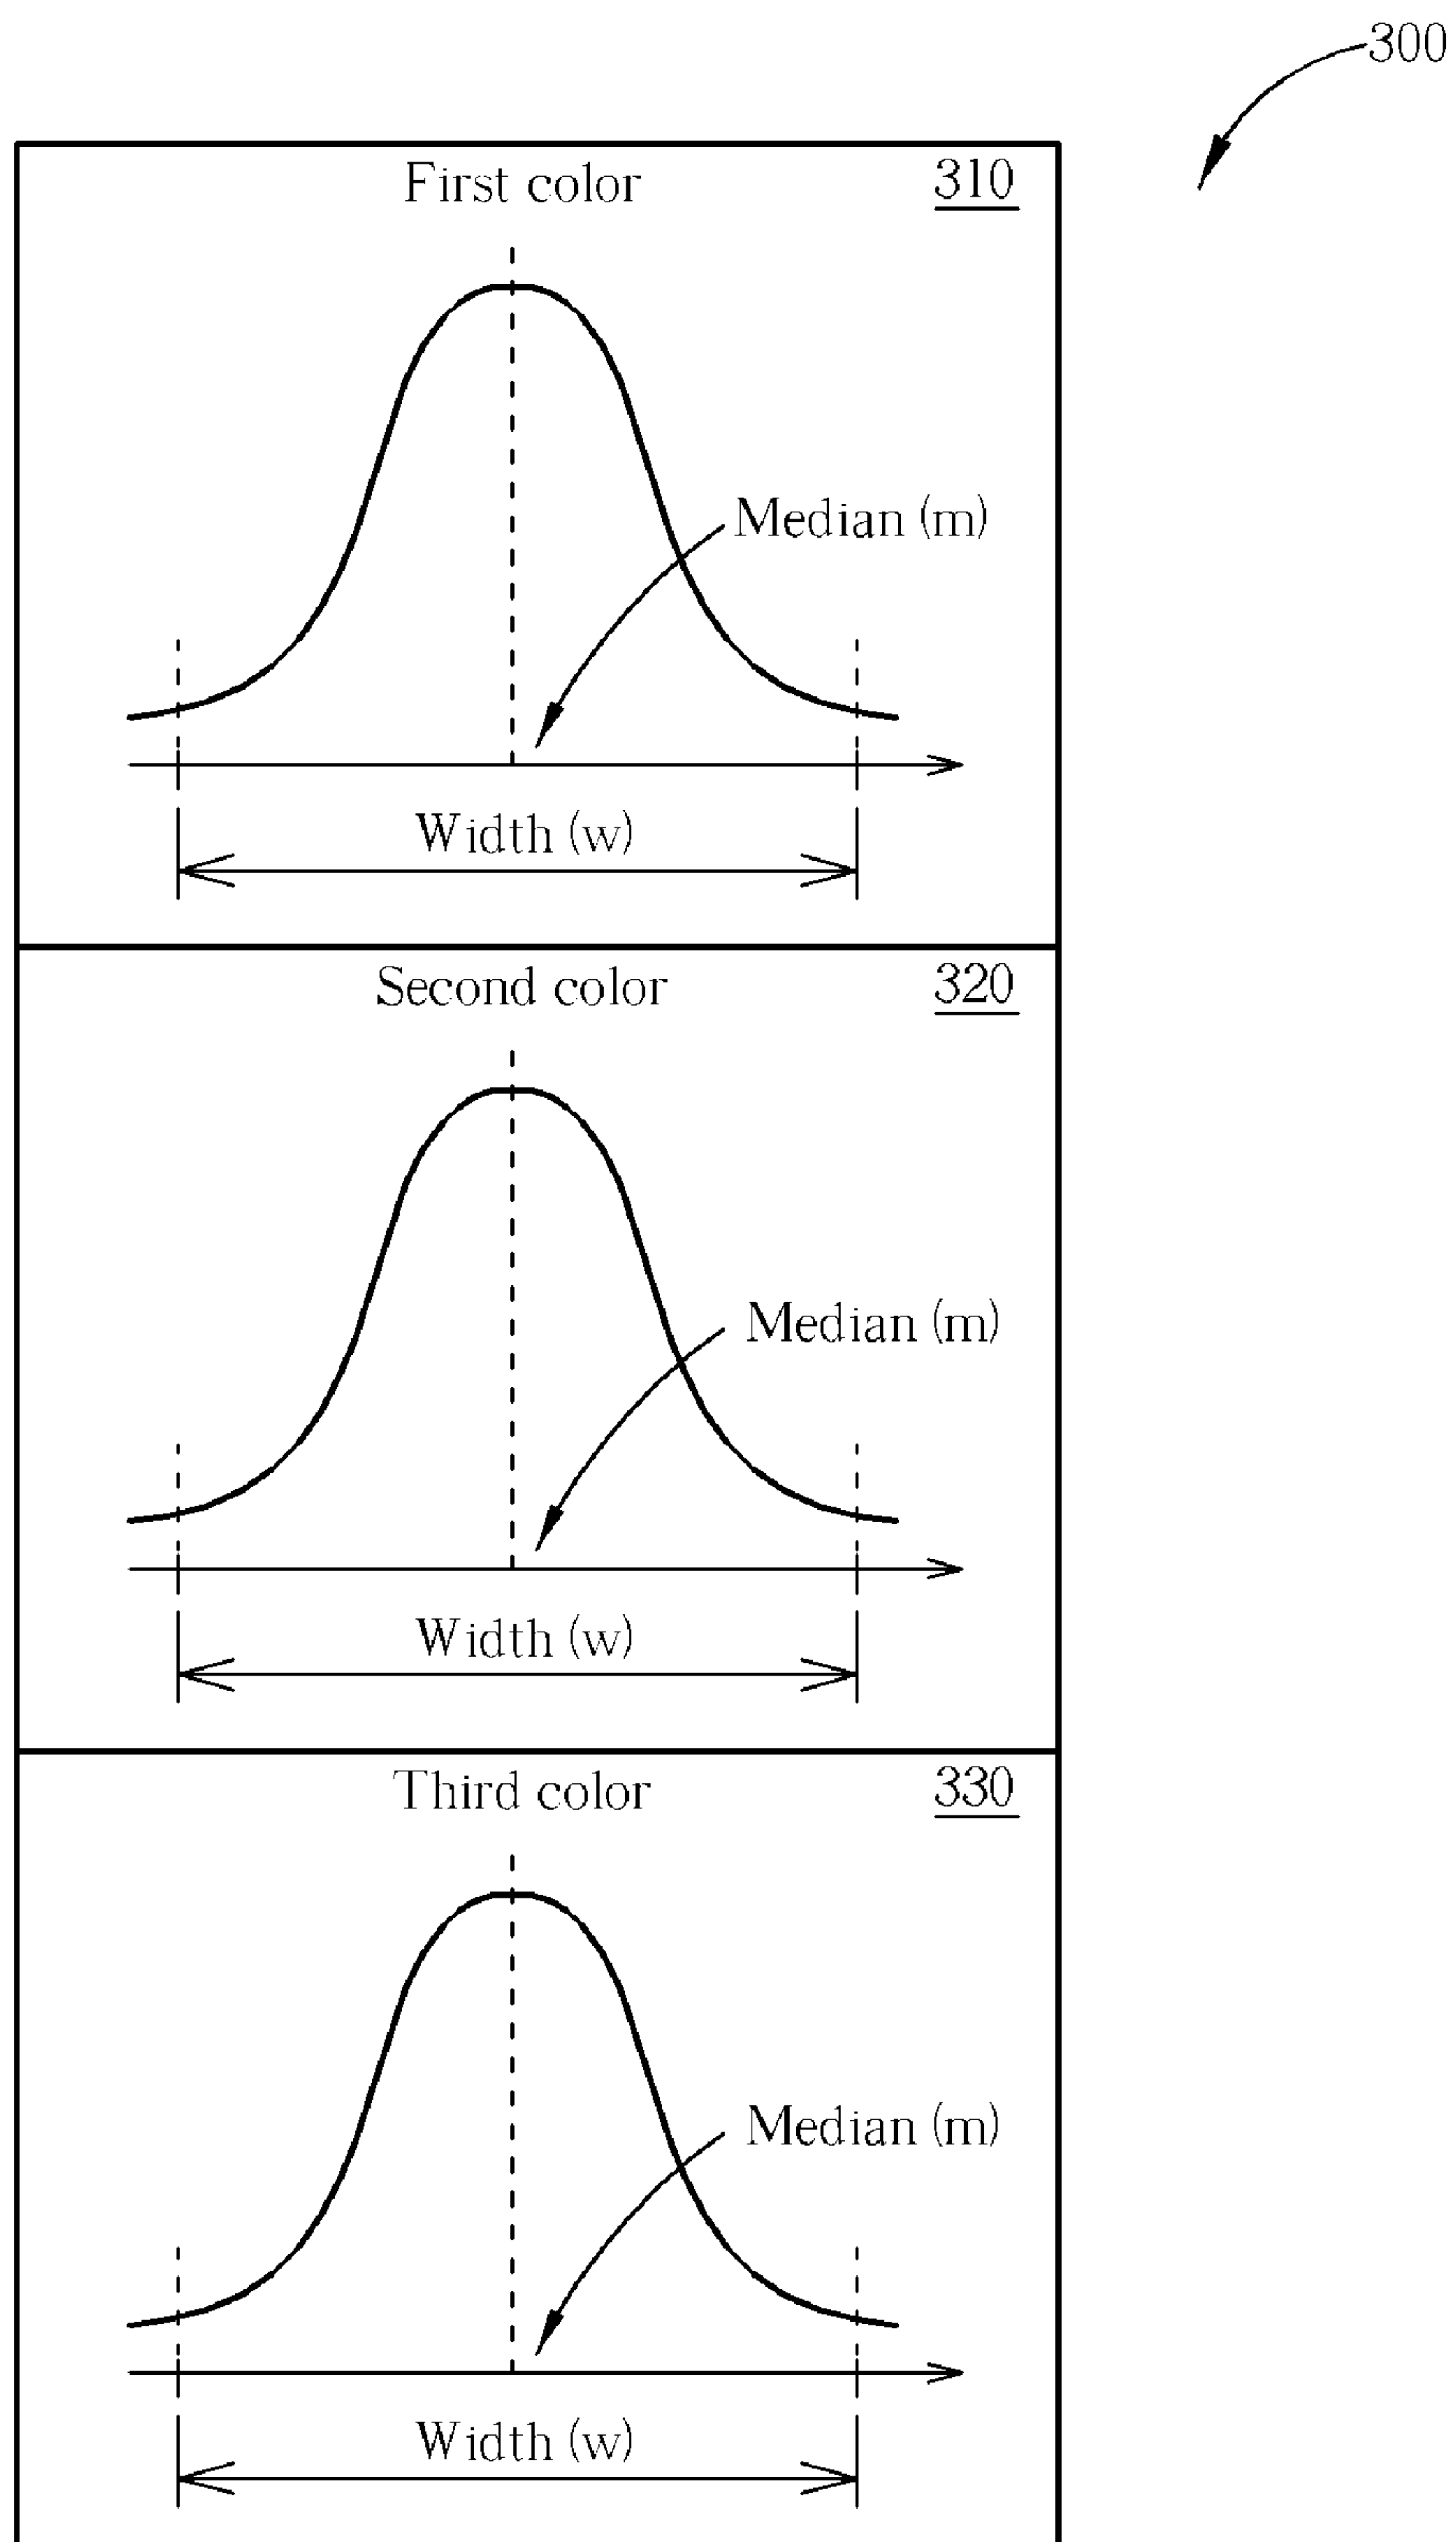 300
First color
310
Median (m)
Width (w)
Second color
320
Median (m)
Width (w)
Third color
330
Median (m)
Width (w)